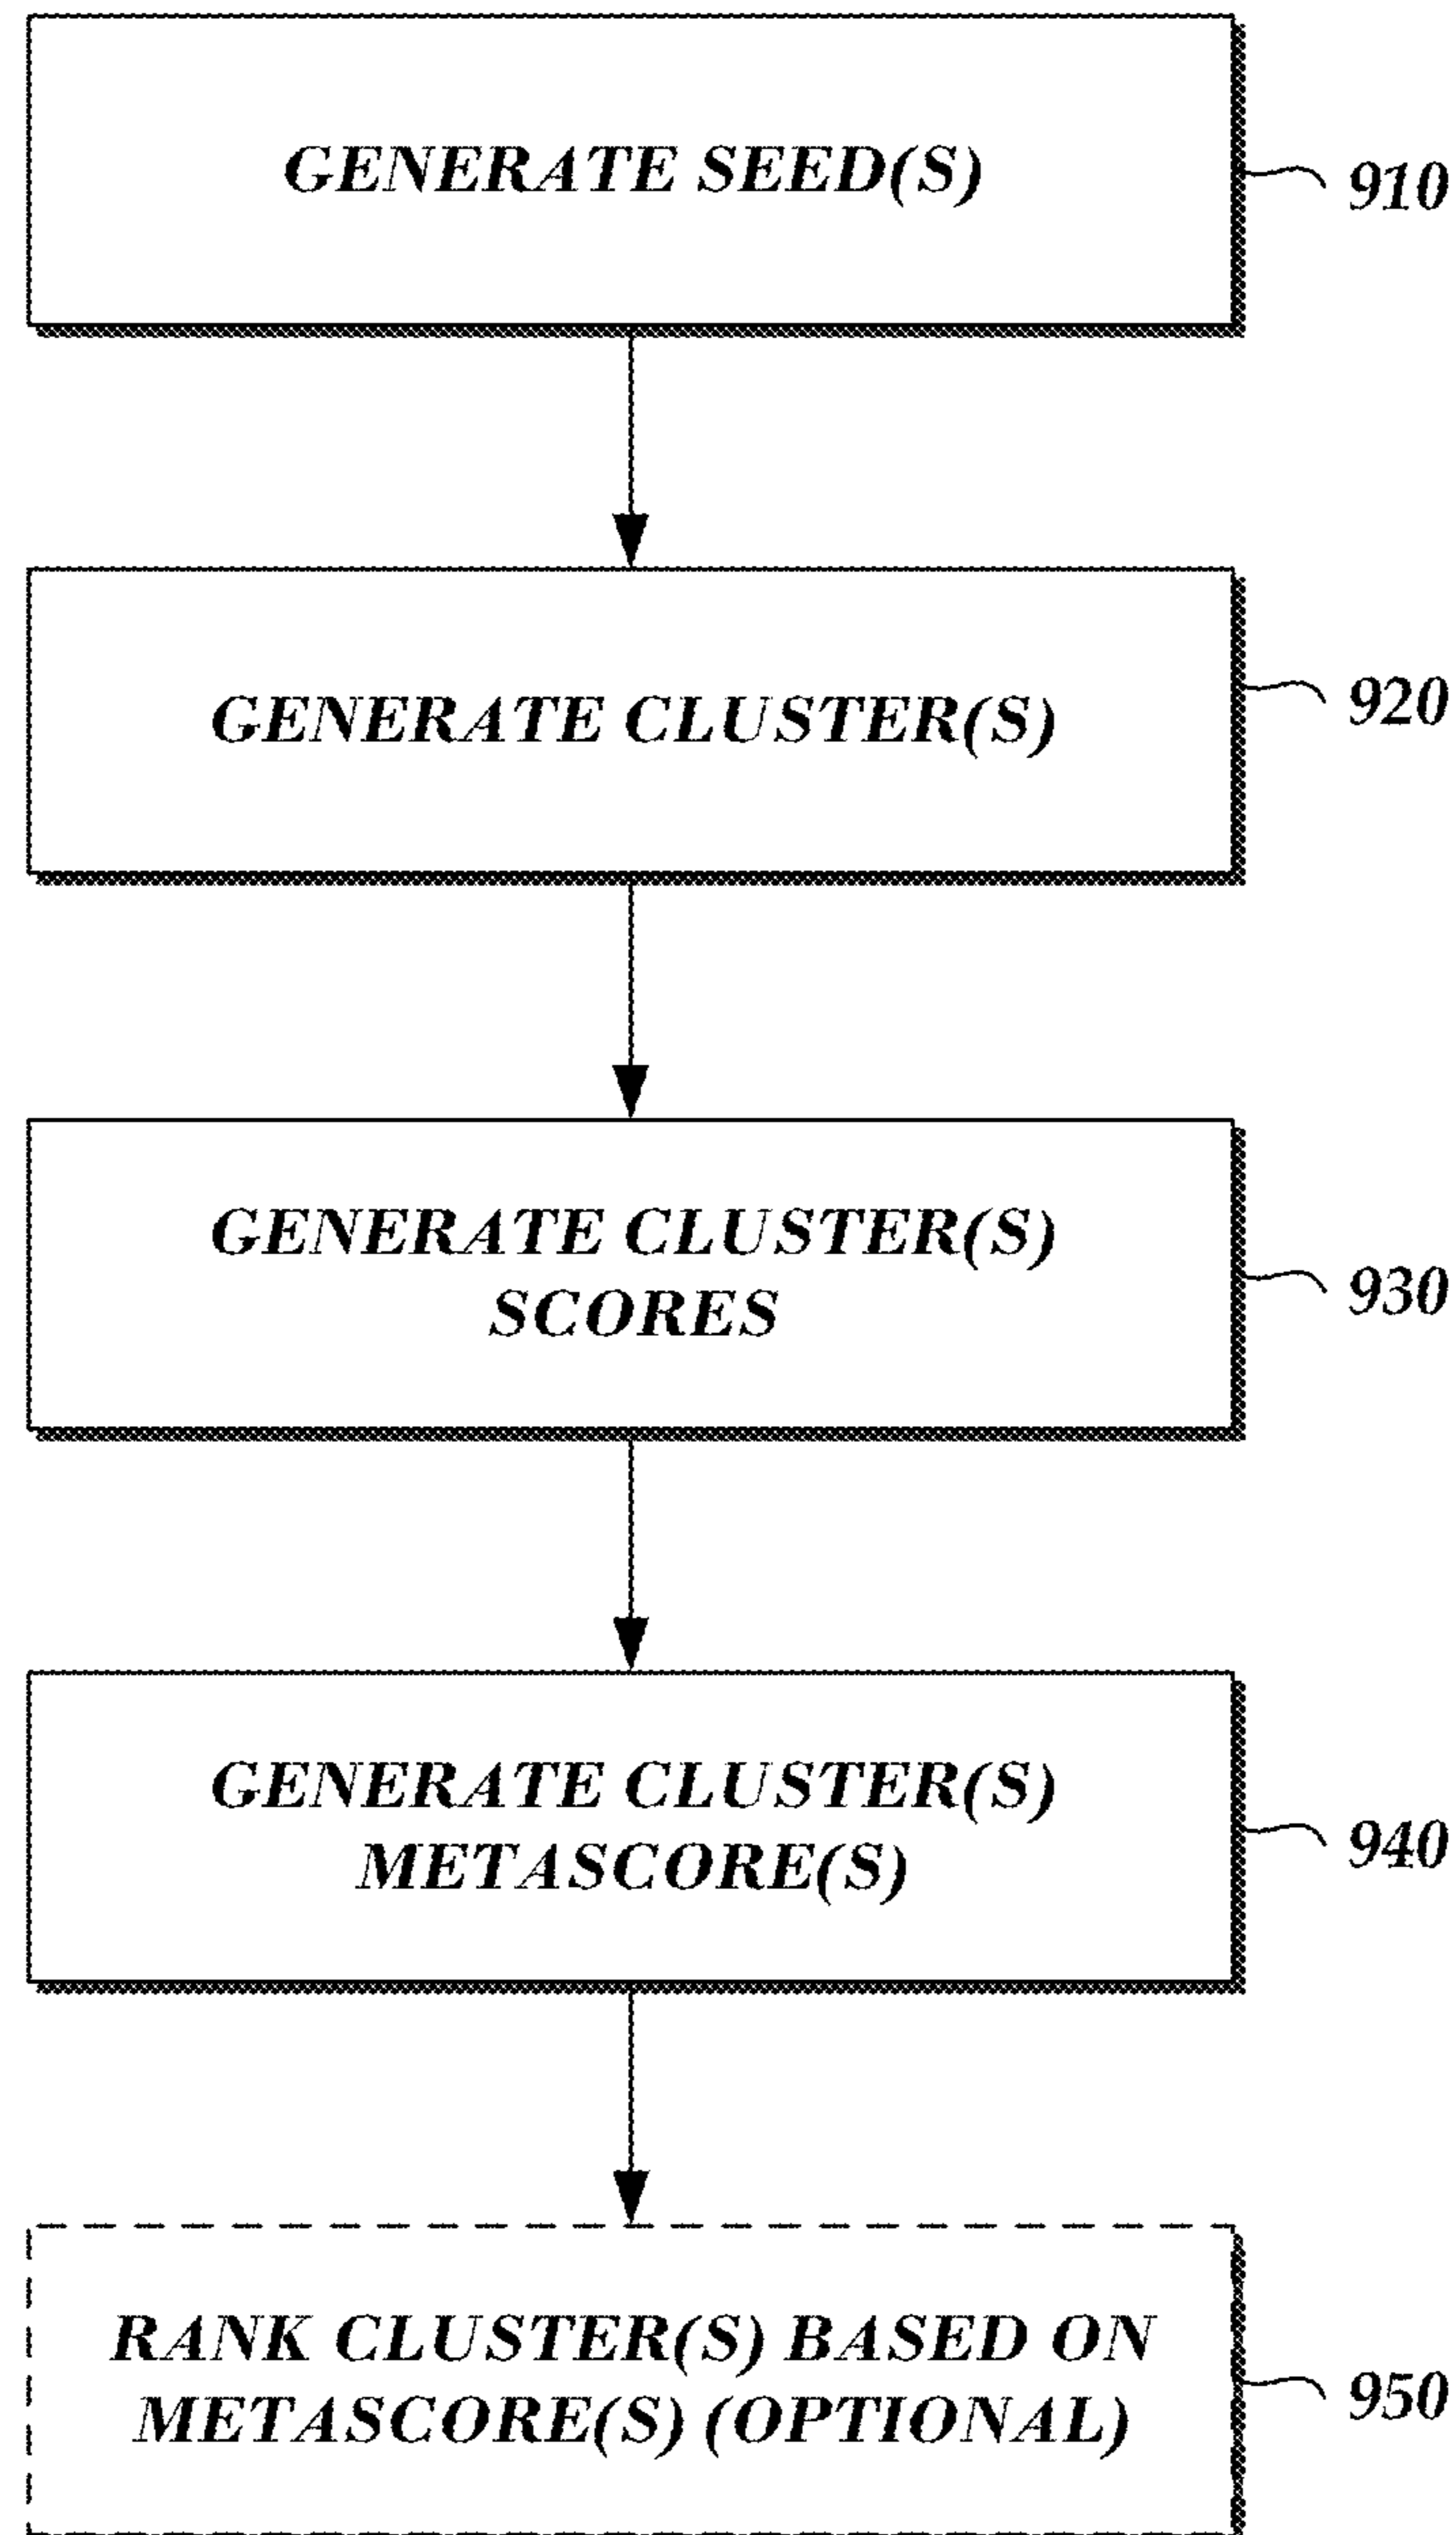 GENERATE SEED(S)
910
GENERATE CLUSTER(S)
920
GENERATE CLUSTER(S)
SCORES
930
GENERATE CLUSTER(S)
METASCORE(S)
940
RANK CLUSTER(S) BASED ON
METASCORE(S) (OPTIONAL)
950